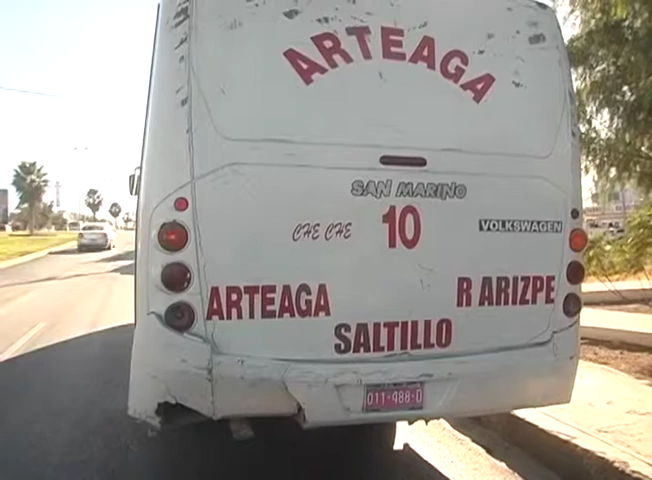 ARTEAGA
SAN MARINO
CHE CHE
10
VOLKSWAGEN
ARTEAGA
R ARIZPE
SALTILLO
011-488-D